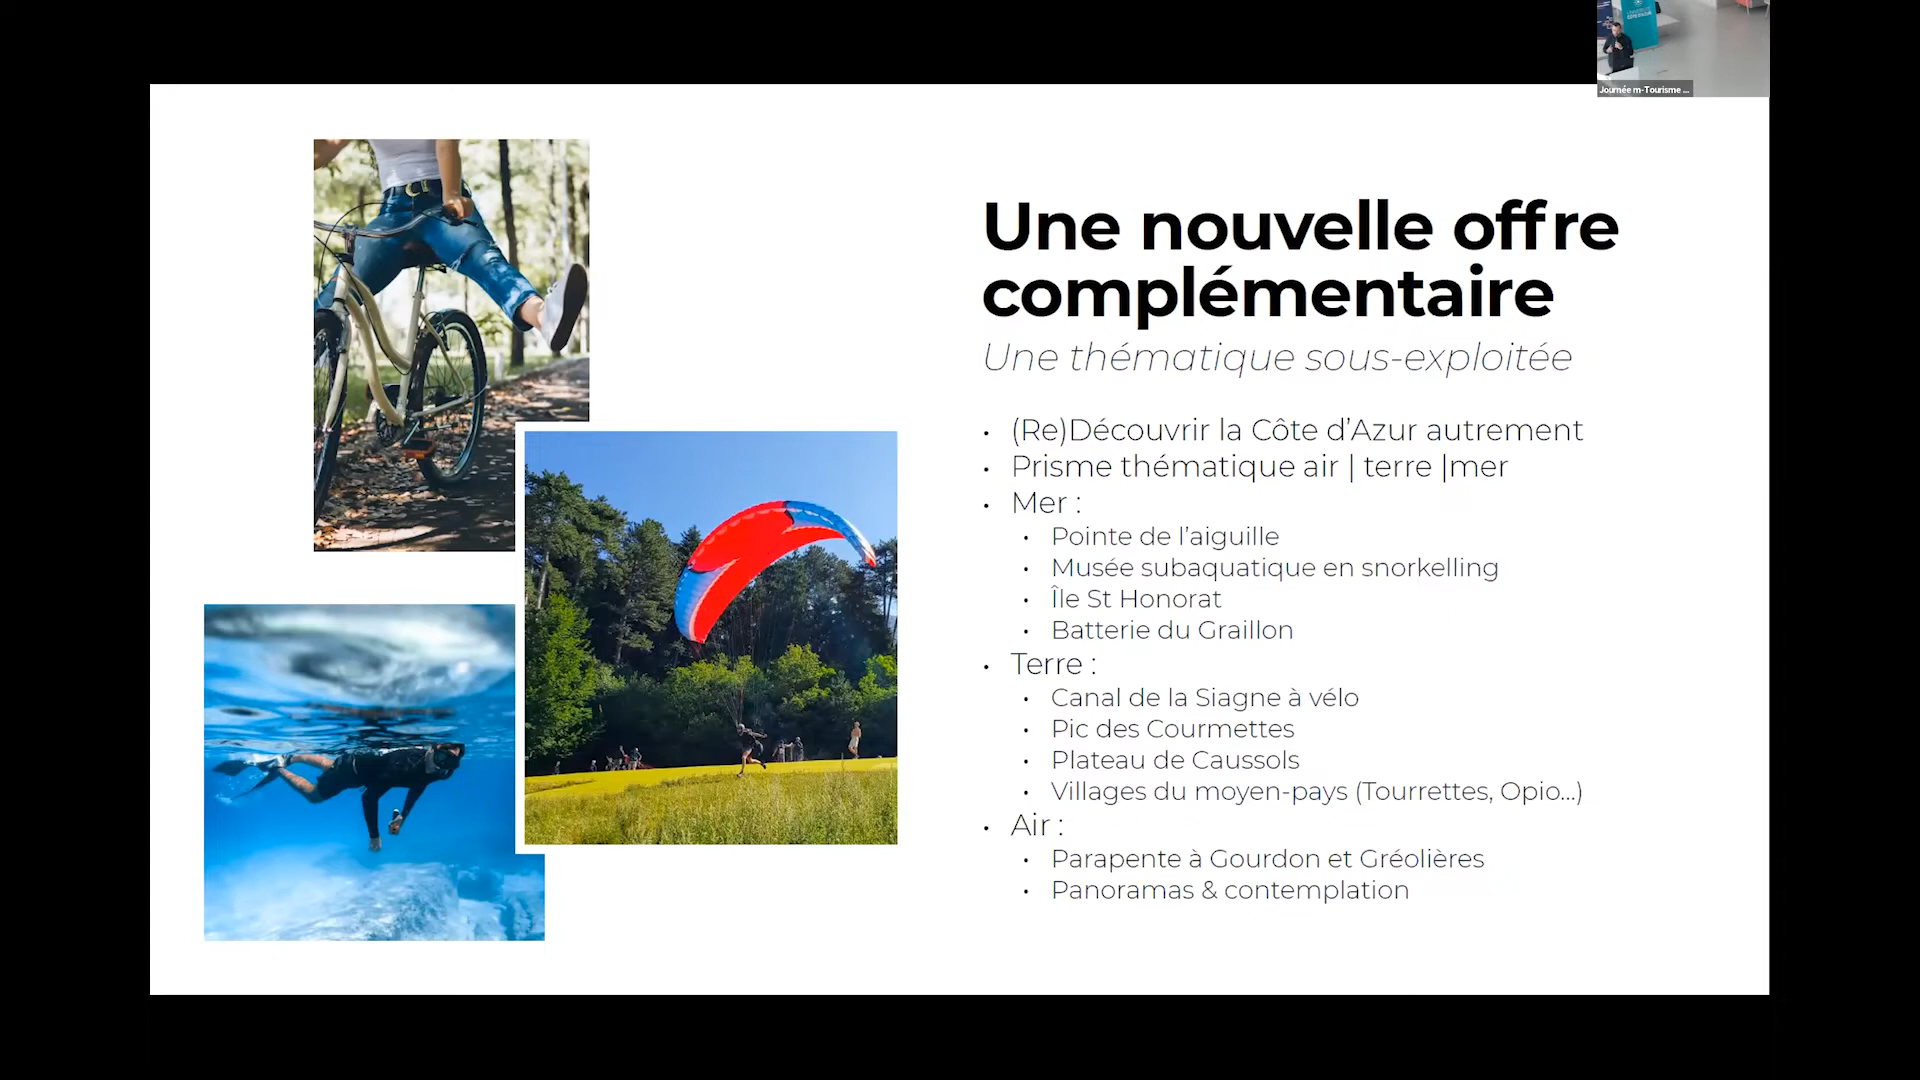 Journée m-Tourisme ...
Une nouvelle offre
complémentaire
Une thématique sous-exploitée
• (Re)Découvrir la Côte d'Azur autrement
• Prisme thématique air | terre |mer
• Mer :
• Pointe de l'aiguille
• Musée subaquatique en snorkelling
• Île St Honorat
• Batterie du Graillon
• Terre :
• Canal de la Siagne à vélo
• Pic des Courmettes
• Plateau de Caussols
• Villages du moyen-pays (Tourrettes, Opio...)
• Air :
• Parapente à Gourdon et Gréolières
• Panoramas & contemplation